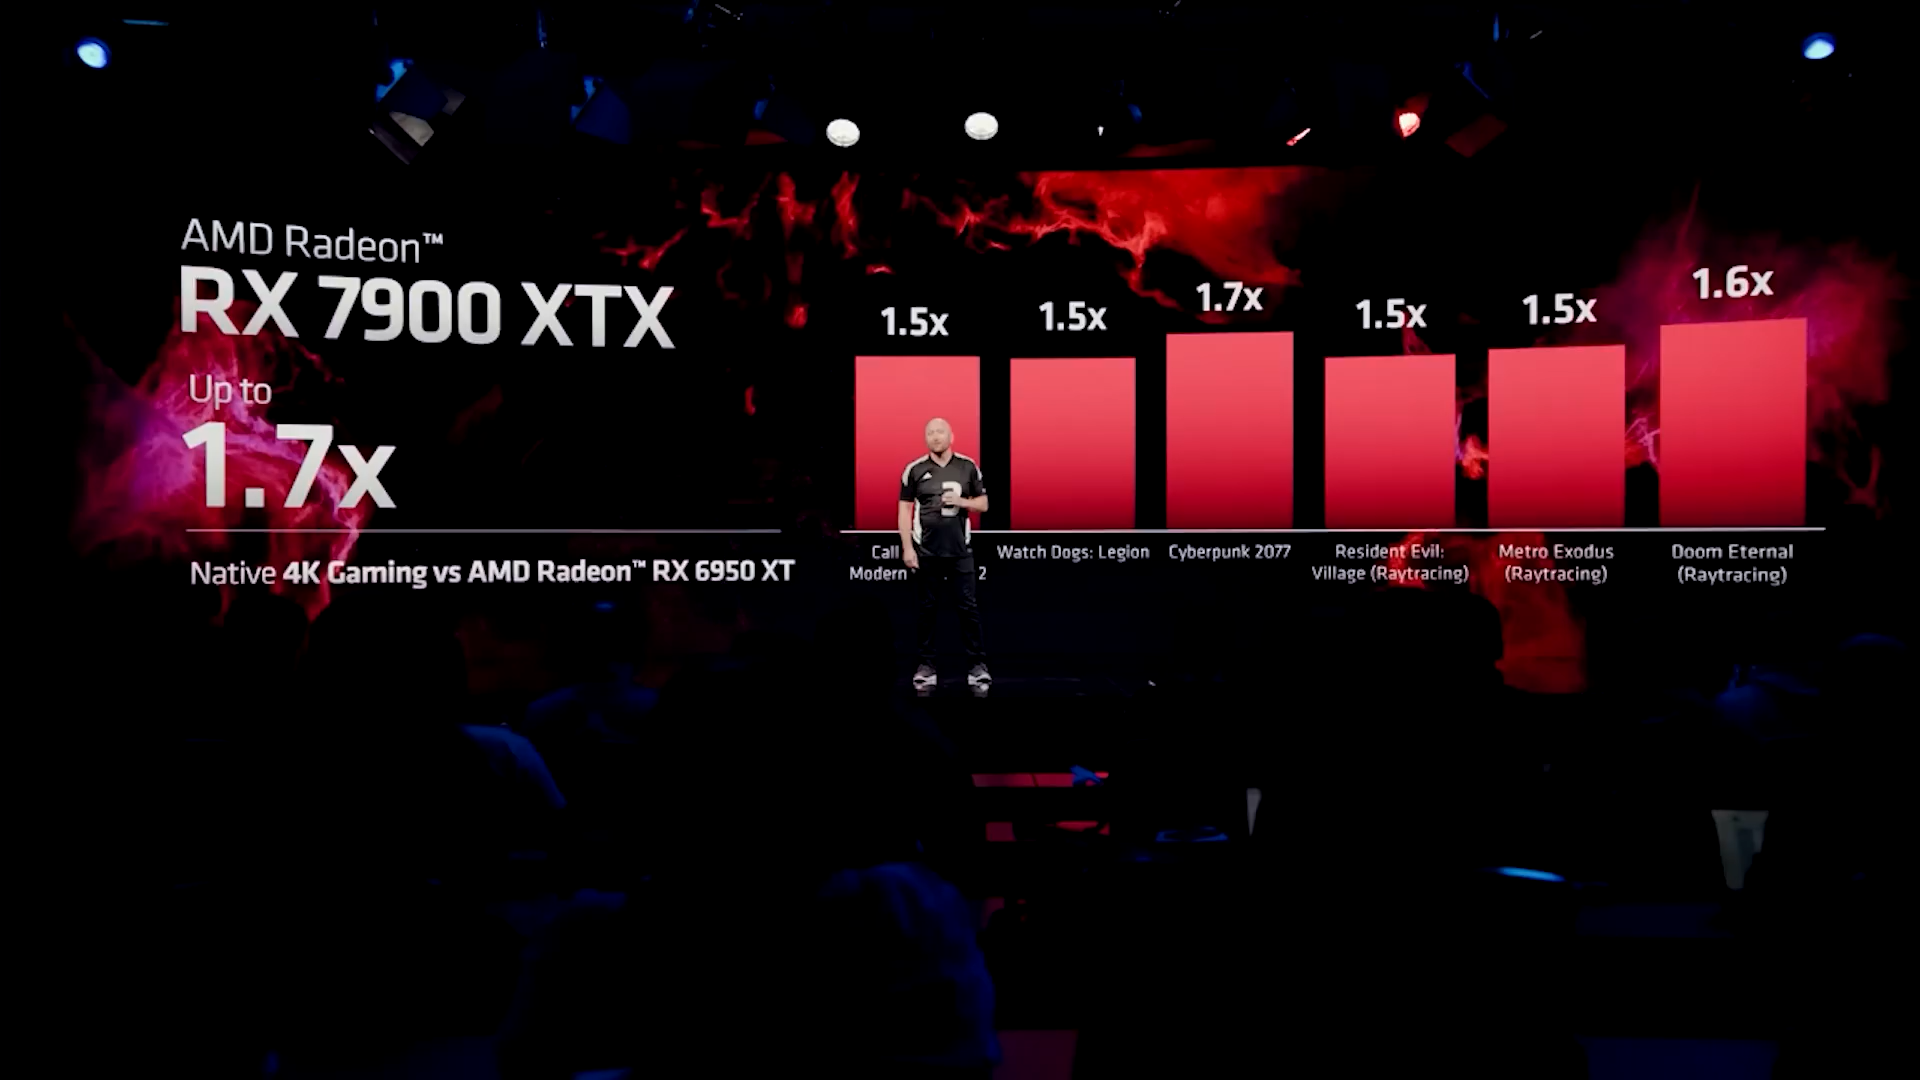 AMD Radeon™
RX 7900 XTX
Up to
1.7x
Native 4K Gaming vs AMD Radeon™ RX 6950 XT
1.5x
1.5x
1.7x
1.5x
1.5x
1.6x
Call
Modern 2
Watch Dogs: Legion
Cyberpunk 2077
Resident Evil:
Village (Raytracing)
Metro Exodus
(Raytracing)
Doom Eternal
(Raytracing)
3